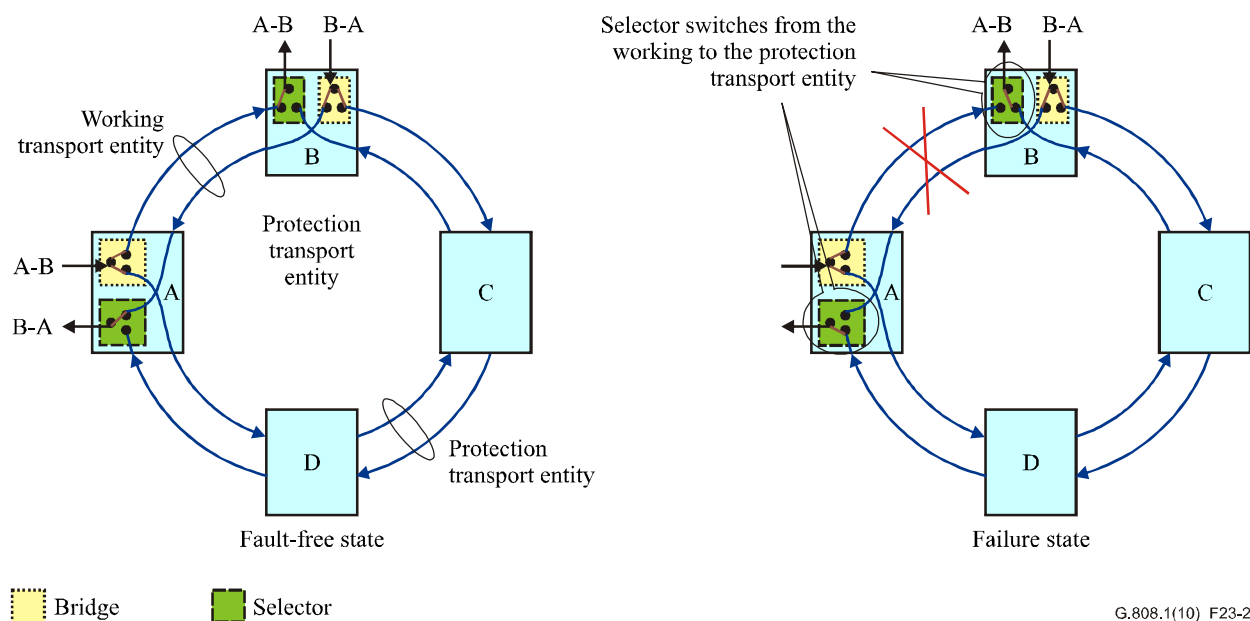 A-B
B-A
Working
transport entity
B
Protection
transport
entity
A-B
A
B-A
C
D
Protection
transport entity
Fault-free state
Selector switches from the
working to the protection
transport entity
A-B
B-A
B
A
C
D
Failure state
Bridge
Selector
G.808.1(10) F23-2